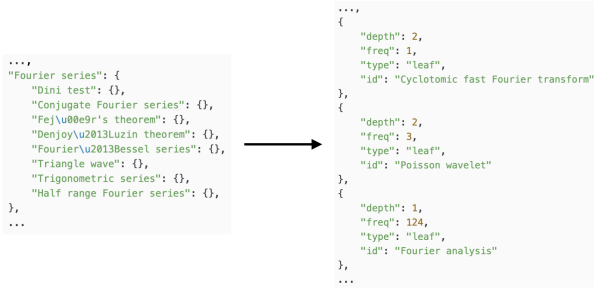 ...,
"Fourier series": {
"Dini test": {},
"Conjugate Fourier series": {},
"Fej\u00e9r's theorem": {},
"Denjoy\u2013Luzin theorem": {},
"Fourier\u2013Bessel series": {},
"Triangle wave": {},
"Trigonometric series": {},
"Half range Fourier series": {},
},
...
...,
{
"depth": 2,
"freq": 1,
"type": "leaf",
"id": "Cyclotomic fast Fourier transform"
},
{
"depth": 2,
"freq": 3,
"type": "leaf",
"id": "Poisson wavelet"
},
{
"depth": 1,
"freq": 124,
"type": "leaf",
"id": "Fourier analysis"
},
...